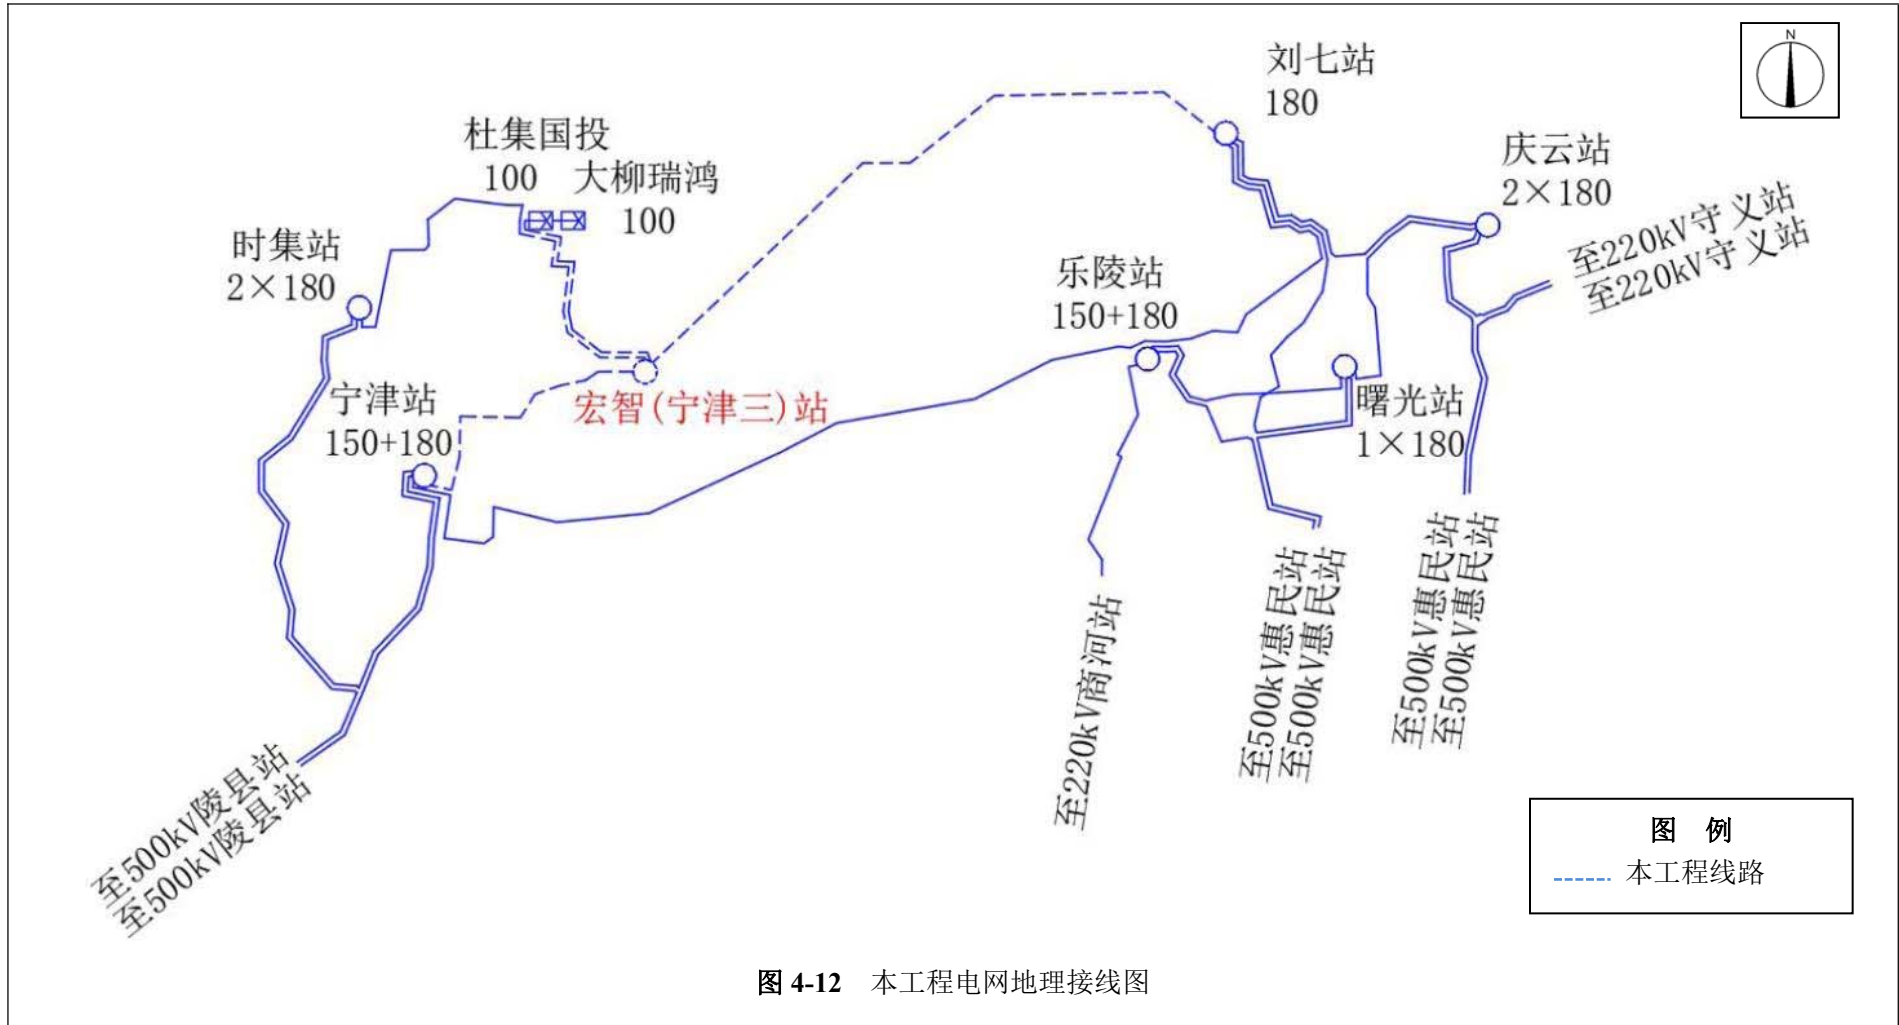 N
刘七站
180
杜集国投
100
大柳瑞鸿
100
庆云站
2×180
至220kV守义站
至220kV守义站
时集站
2×180
乐陵站
150+180
宁津站
150+180
宏智(宁津三)站
曙光站
1×180
至500kV陵县站
至500kV陵县站
至220kV商河站
至500kV惠民站
至500kV惠民站
至500kV惠民站
至500kV惠民站
图 例
本工程线路
图 4-12 本工程电网地理接线图